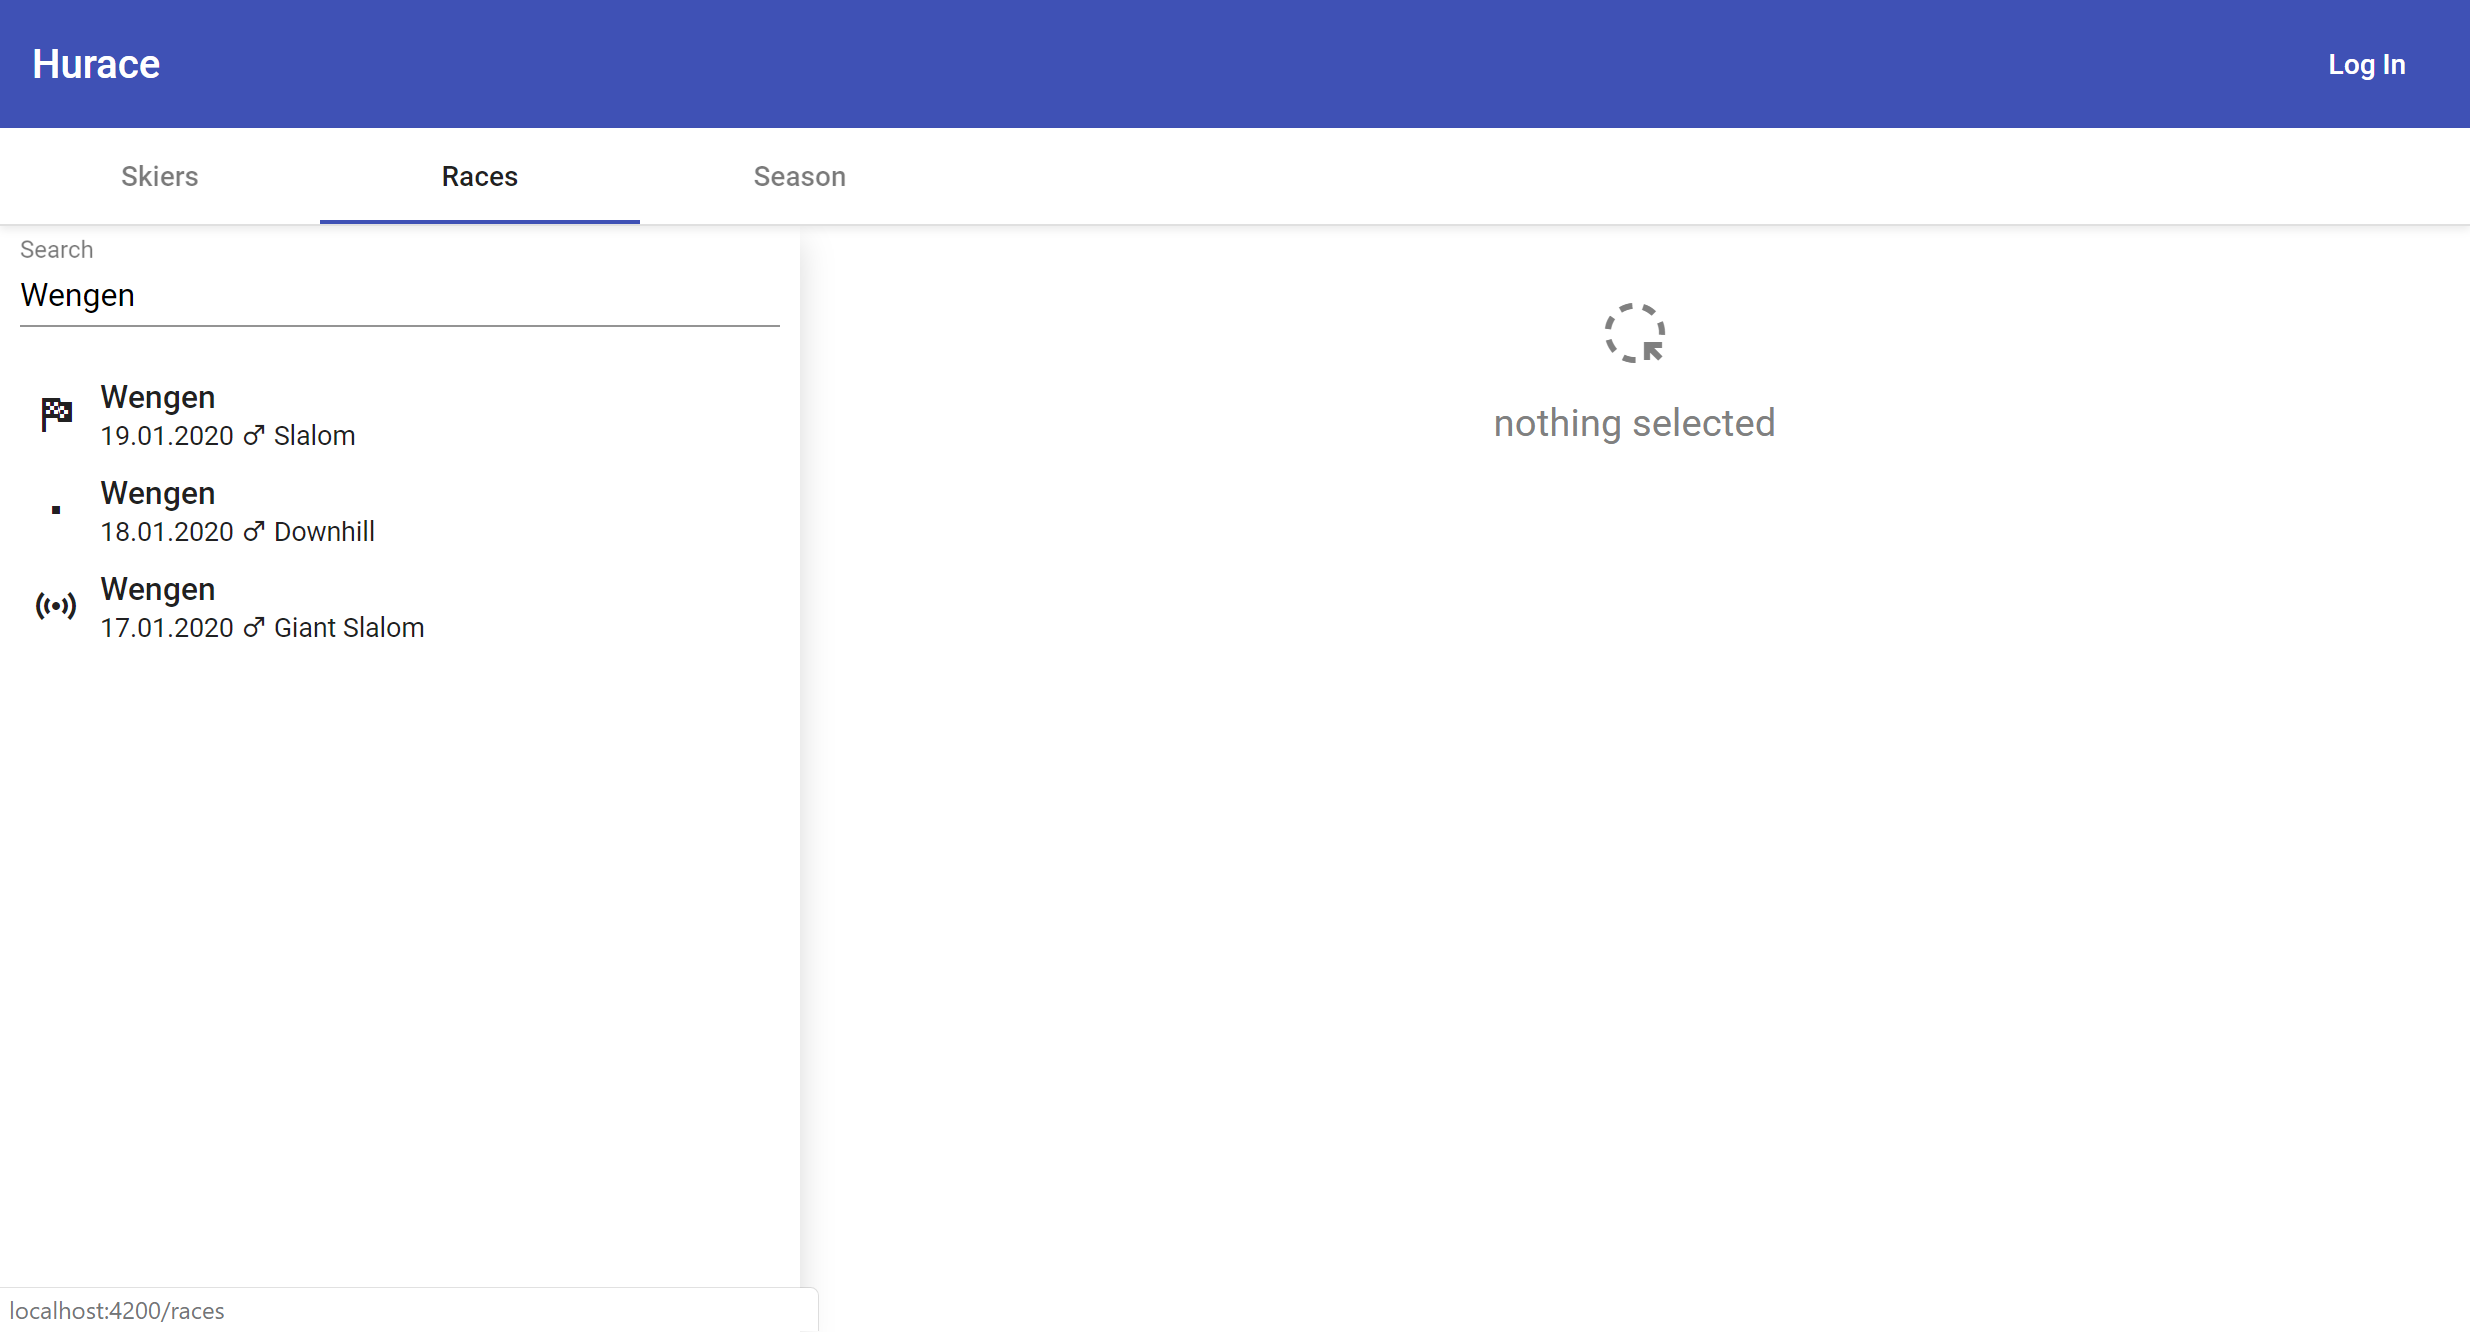 Hurace
Log In
Skiers
Races
Season
Search
Wengen
Wengen
19.01.2020 ♂ Slalom
Wengen
18.01.2020 ♂ Downhill
Wengen
17.01.2020 ♂ Giant Slalom
nothing selected
localhost:4200/races